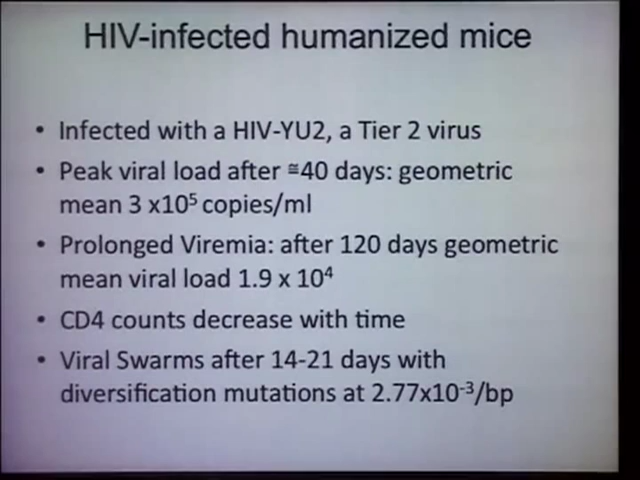 HIV-infected humanized mice
• Infected with a HIV-YU2, a Tier 2 virus
• Peak viral load after ≅40 days: geometric
mean 3 x10⁵ copies/ml
• Prolonged Viremia: after 120 days geometric
mean viral load 1.9 x 10⁴
• CD4 counts decrease with time
• Viral Swarms after 14-21 days with
diversification mutations at 2.77x10⁻³/bp